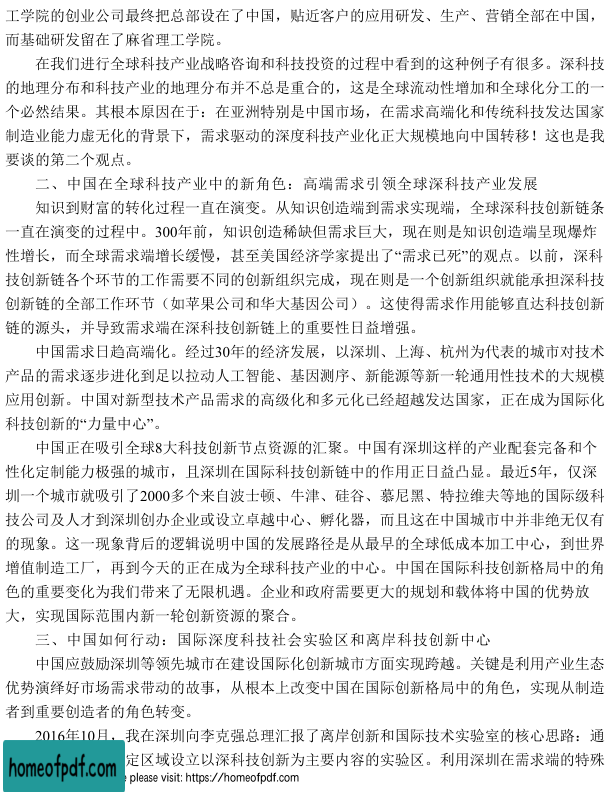 工学院的创业公司最终把总部设在了中国，贴近客户的应用研发、生产、营销全部在中国，
而基础研发留在了麻省理工学院。
在我们进行全球科技产业战略咨询和科技投资的过程中看到的这种例子有很多。深科技
的地理分布和科技产业的地理分布并不总是重合的，这是全球流动性增加和全球化分工的一
个必然结果。其根本原因在于：在亚洲特别是中国市场，在需求高端化和传统科技发达国家
制造业能力虚无化的背景下，需求驱动的深度科技产业化正大规模地向中国转移！这也是我
要谈的第二个观点。
二、中国在全球科技产业中的新角色：高端需求引领全球深科技产业发展
知识到财富的转化过程一直在演变。从知识创造端到需求实现端，全球深科技创新链条
一直在演变的过程中。300年前，知识创造稀缺但需求巨大，现在则是知识创造端呈现爆炸
性增长，而全球需求端增长缓慢，甚至美国经济学家提出了“需求已死”的观点。以前，深科
技创新链各个环节的工作需要不同的创新组织完成，现在则是一个创新组织就能承担深科技
创新链的全部工作环节（如苹果公司和华大基因公司）。这使得需求作用能够直达科技创新
链的源头，并导致需求端在深科技创新链上的重要性日益增强。
中国需求日趋高端化。经过30年的经济发展，以深圳、上海、杭州为代表的城市对技术
产品的需求逐步进化到足以拉动人工智能、基因测序、新能源等新一轮通用性技术的大规模
应用创新。中国对新型技术产品需求的高级化和多元化已经超越发达国家，正在成为国际化
科技创新的“力量中心”。
中国正在吸引全球8大科技创新节点资源的汇聚。中国有深圳这样的产业配套完备和个
性化定制能力极强的城市，且深圳在国际科技创新链中的作用正日益凸显。最近5年，仅深
圳一个城市就吸引了2000多个来自波士顿、牛津、硅谷、慕尼黑、特拉维夫等地的国际级科
技公司及人才到深圳创办企业或设立卓越中心、孵化器，而且这在中国城市中并非绝无仅有
的现象。这一现象背后的逻辑说明中国的发展路径是从最早的全球低成本加工中心，到世界
增值制造工厂，再到今天的正在成为全球科技产业的中心。中国在国际科技创新格局中的角
色的重要变化为我们带来了无限机遇。企业和政府需要更大的规划和载体将中国的优势放
大，实现国际范围内新一轮创新资源的聚合。
三、中国如何行动：国际深度科技社会实验区和离岸科技创新中心
中国应鼓励深圳等领先城市在建设国际化创新城市方面实现跨越。关键是利用产业生态
优势演绎好市场需求带动的故事，从根本上改变中国在国际创新格局中的角色，实现从制造
者到重要创造者的角色转变。
2016年10月，我在深圳向李克强总理汇报了离岸创新和国际技术实验室的核心思路：通
定区域设立以深科技创新为主要内容的实验区。利用深圳在需求端的特殊
homeofpdf.com
please visit: https://homeofpdf.com